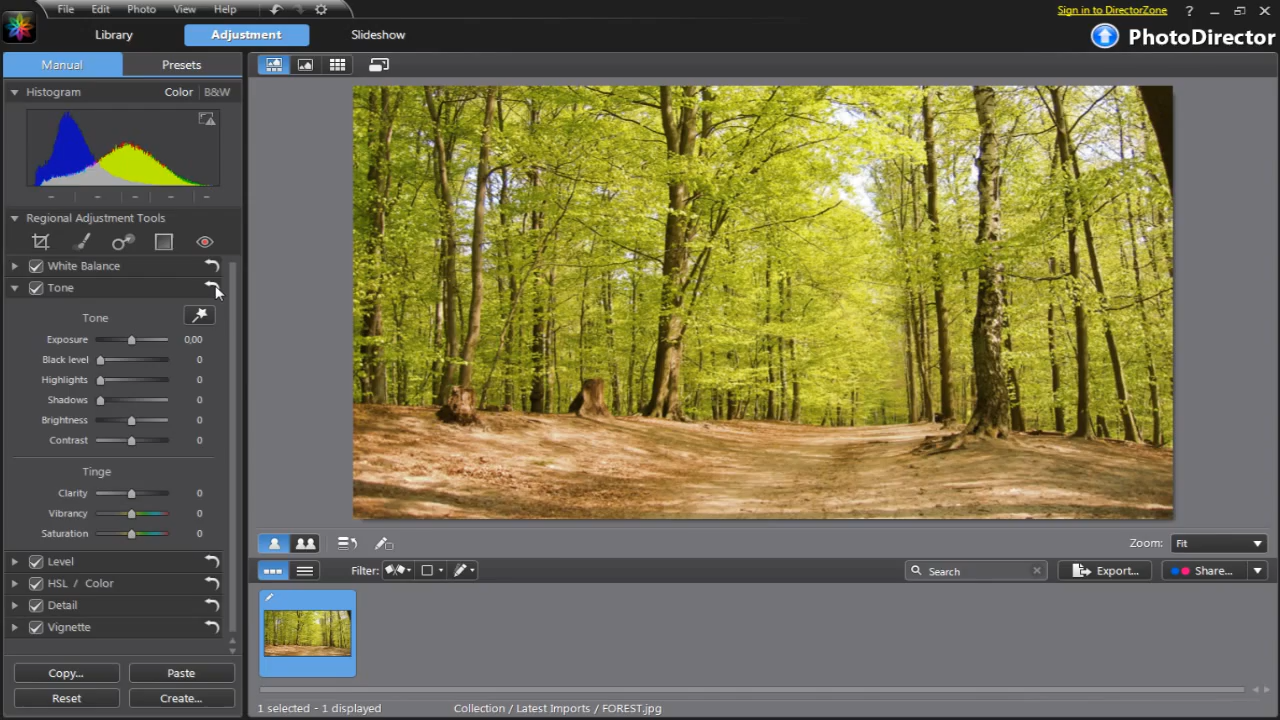 File Edit Photo View Help
Sign in to DirectorZone ?
Library Adjustment Slideshow
PhotoDirector
Manual Presets
Histogram Color B&W
Regional Adjustment Tools
White Balance
Tone
Tone
Exposure 0,00
Black level 0
Highlights 0
Shadows 0
Brightness 0
Contrast 0
Tinge
Clarity 0
Vibrancy 0
Saturation 0
Level
HSL / Color
Detail
Vignette
Copy... Paste
Reset Create...
Zoom: Fit
Filter: Search Export... Share...
1 selected - 1 displayed Collection / Latest Imports / FOREST.jpg